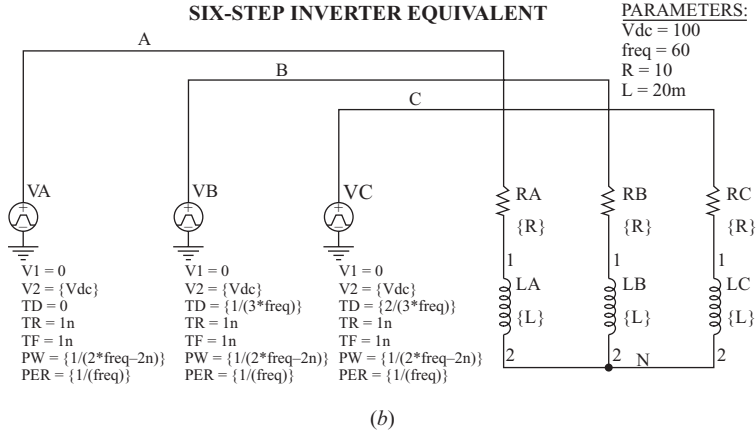 SIX-STEP INVERTER EQUIVALENT
PARAMETERS:
Vdc = 100
freq = 60
R = 10
L = 20m
A
B
C
VA
VB
VC
RA
RB
RC
{R}
{R}
{R}
1
1
1
LA
LB
LC
{L}
{L}
{L}
2
2
N
2
V1 = 0
V2 = {Vdc}
TD = 0
TR = 1n
TF = 1n
PW = {1/(2*freq–2n)}
PER = {1/(freq)}
V1 = 0
V2 = {Vdc}
TD = {1/(3*freq)}
TR = 1n
TF = 1n
PW = {1/(2*freq–2n)}
PER = {1/(freq)}
V1 = 0
V2 = {Vdc}
TD = {2/(3*freq)}
TR = 1n
TF = 1n
PW = {1/(2*freq–2n)}
PER = {1/(freq)}
(b)